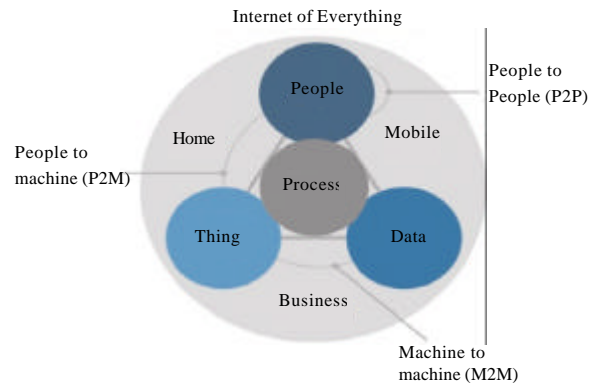 Internet of Everything
People
People to
People (P2P)
Home
Mobile
People to
machine (P2M)
Process
Thing
Data
Business
Machine to
machine (M2M)